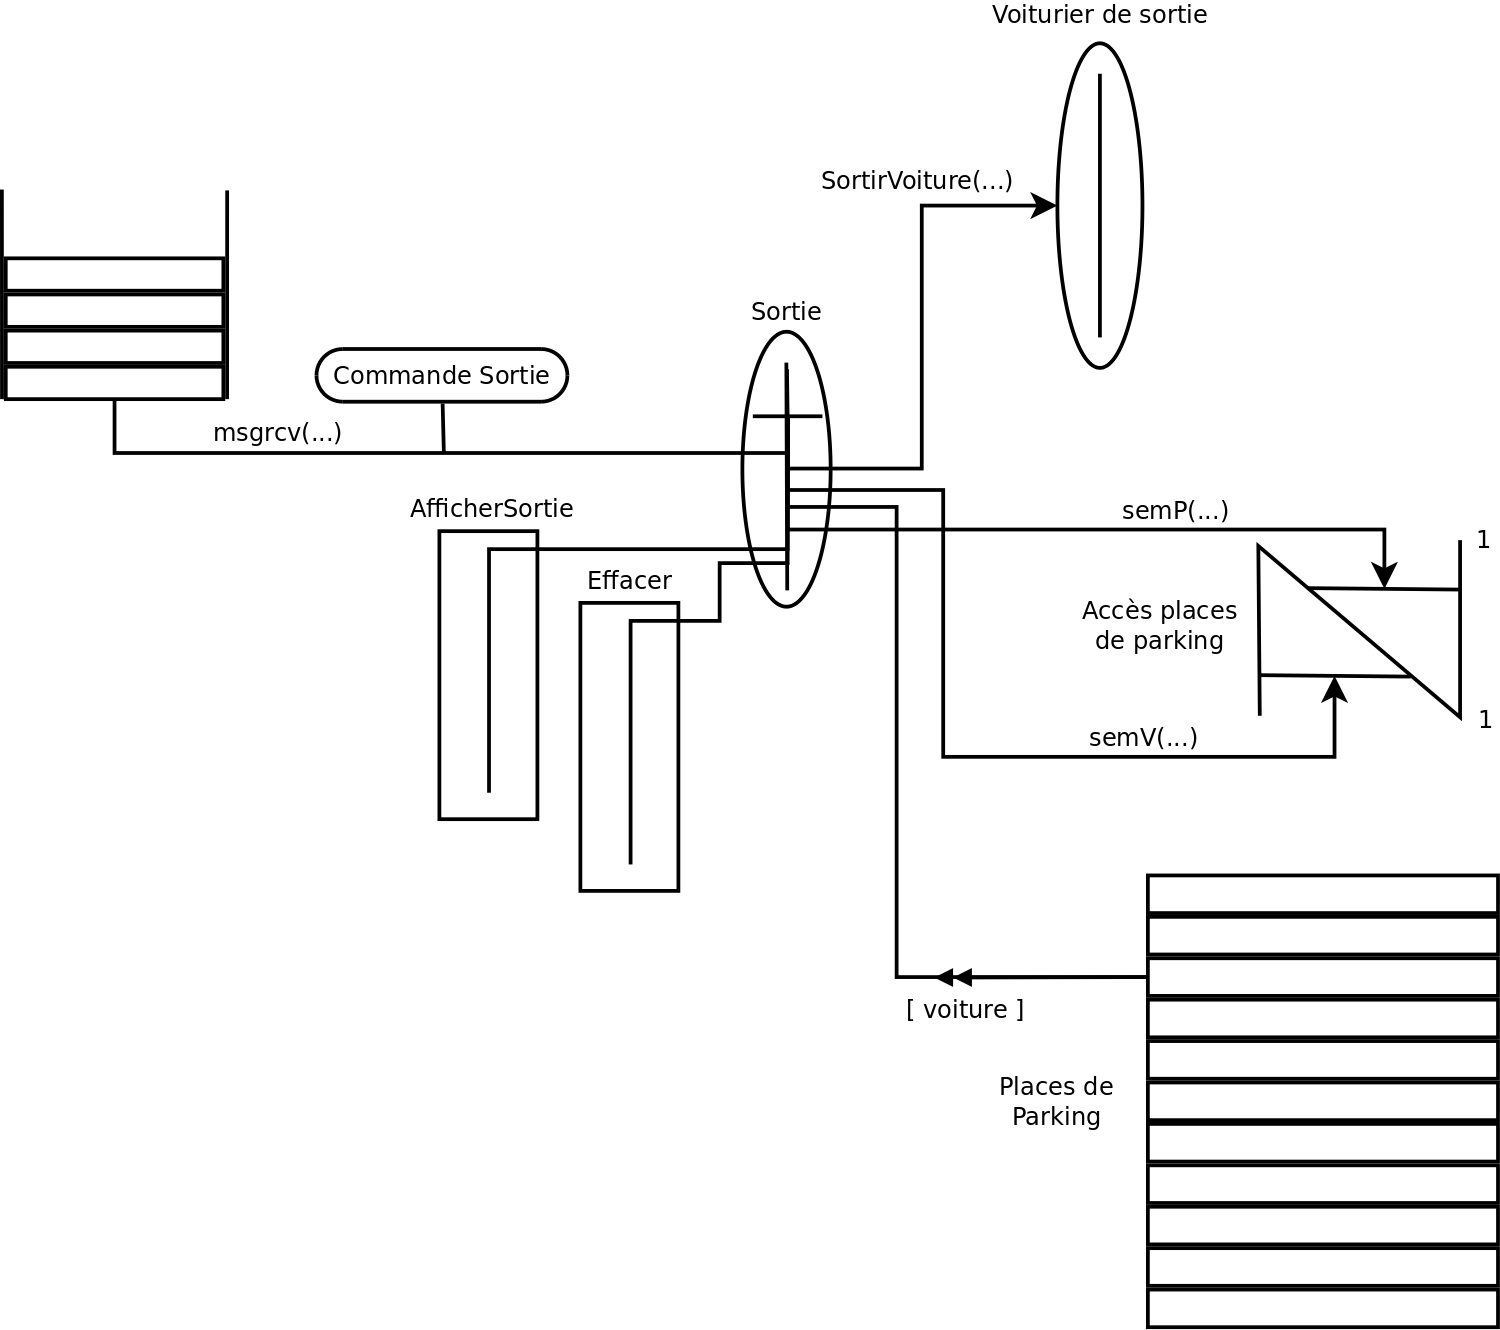 Voiturier de sortie
SortirVoiture(...)
Sortie
Commande Sortie
msgrcv(...)
AfficherSortie
semP(...)
1
Effacer
Accès places
de parking
1
semV(...)
[ voiture ]
Places de
Parking